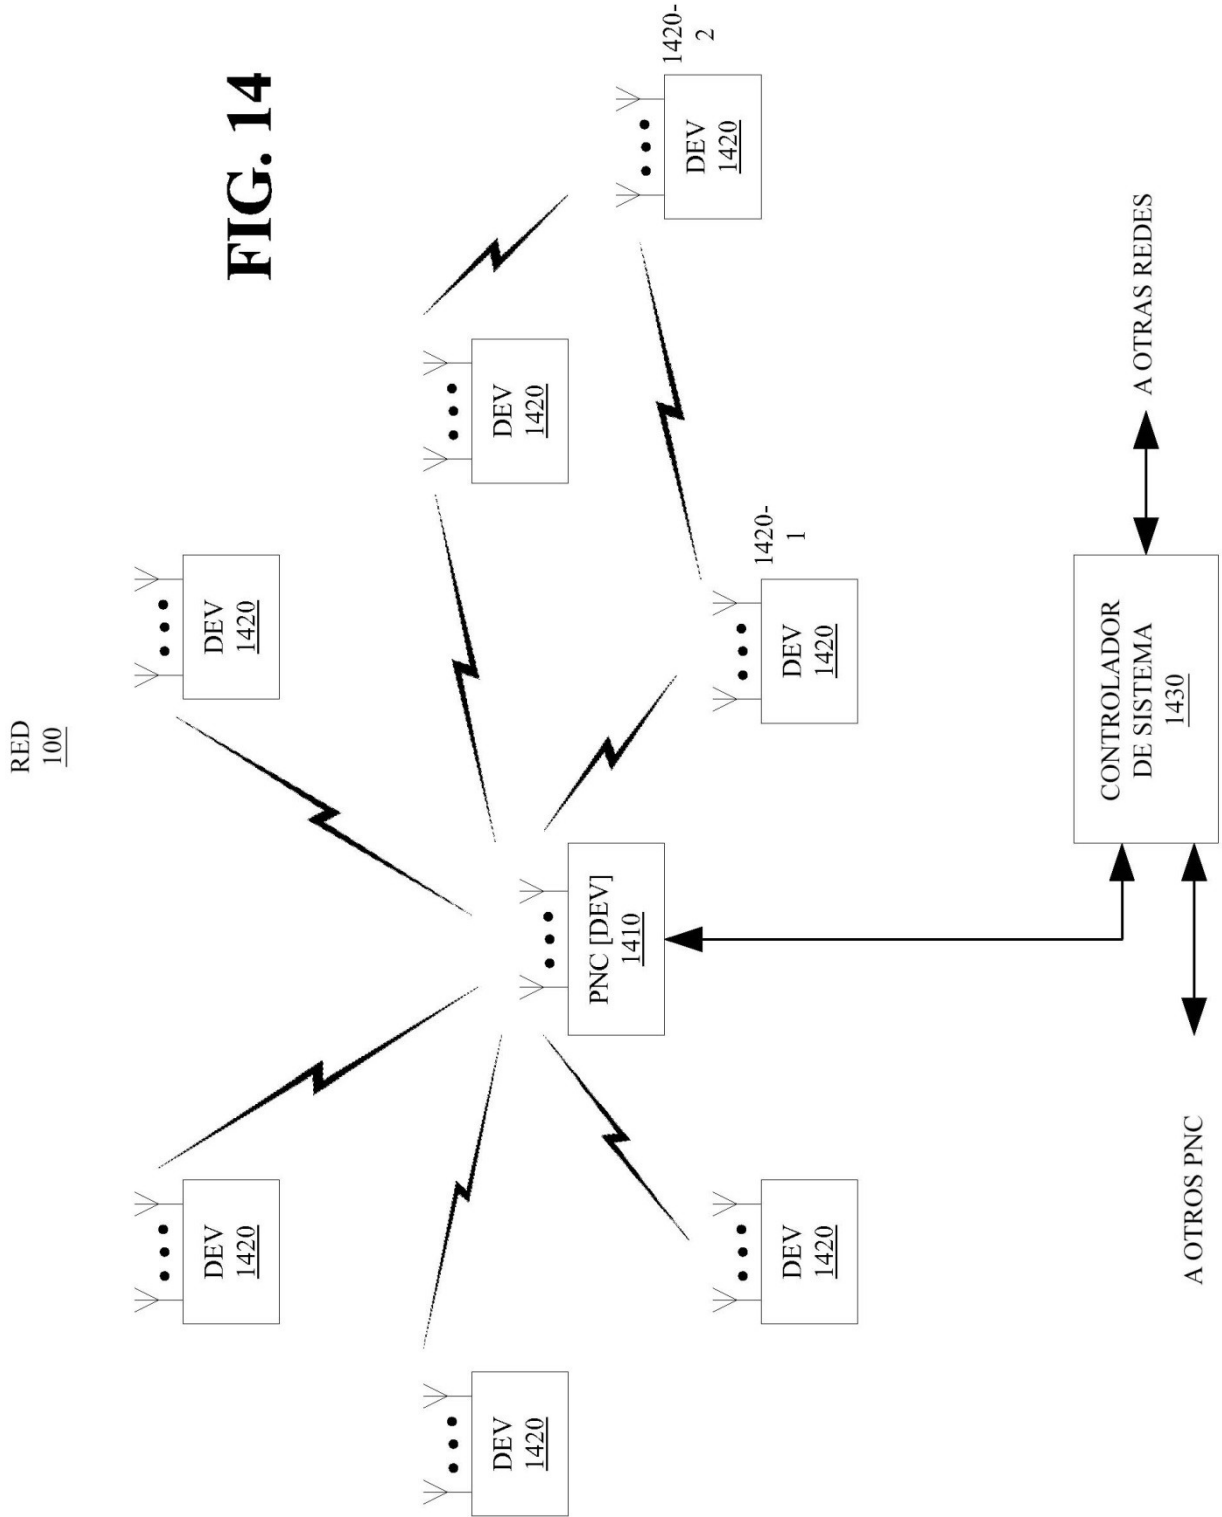 RED
100
FIG. 14
DEV
1420
DEV
1420
DEV
1420
DEV
1420
DEV
1420
1420-
2
PNC [DEV]
1410
DEV
1420
DEV
1420
1420-
1
CONTROLADOR
DE SISTEMA
1430
A OTROS PNC
A OTRAS REDES